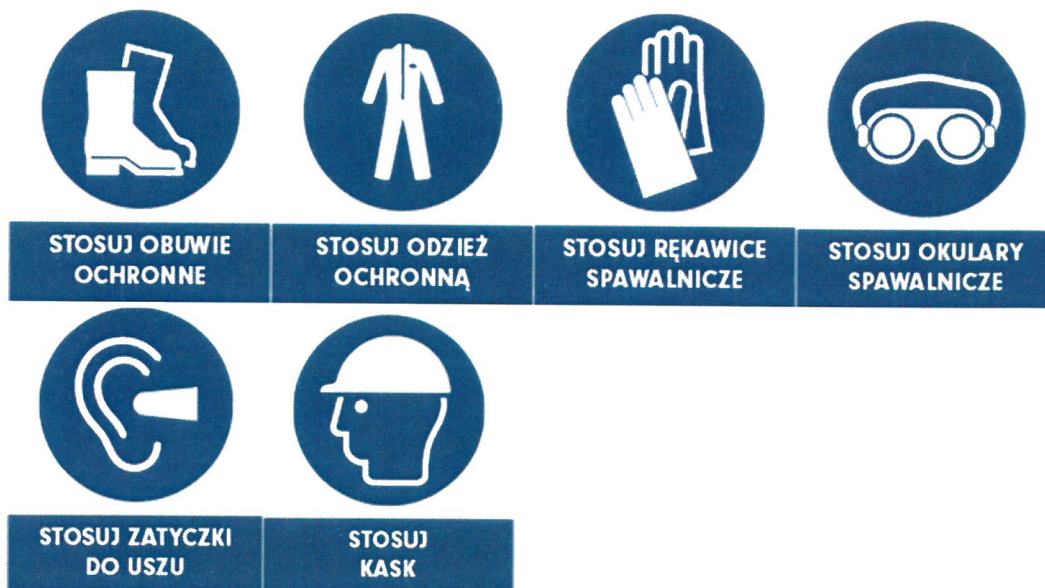 STOSUJ OBUWIE
OCHRONNE
STOSUJ ODZIEŻ
OCHRONNĄ
STOSUJ RĘKAWICE
SPAWALNICZE
STOSUJ OKULARY
SPAWALNICZE
STOSUJ ZATYCZKI
DO USZU
STOSUJ
KASK